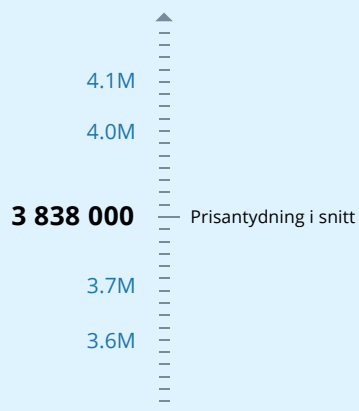 4.1M
4.0M
3 838 000 Prisantydning i snitt
3.7M
3.6M